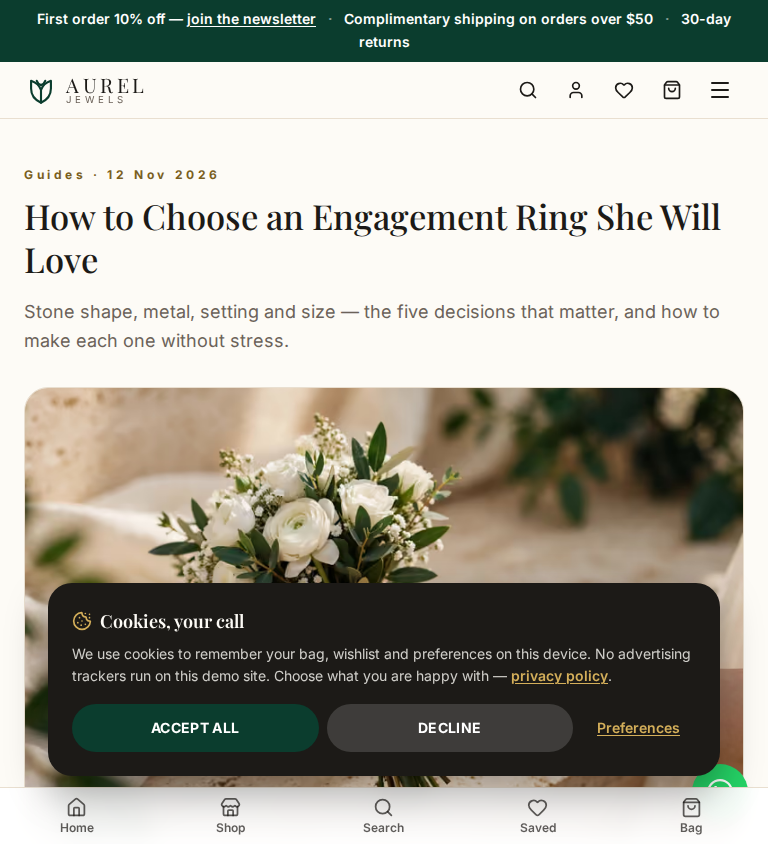 First order 10% off — join the newsletter · Complimentary shipping on orders over $50 · 30-day
returns
AUREL
JEWELS
Guides · 12 Nov 2026
How to Choose an Engagement Ring She Will
Love
Stone shape, metal, setting and size — the five decisions that matter, and how to
make each one without stress.
Cookies, your call
We use cookies to remember your bag, wishlist and preferences on this device. No advertising
trackers run on this demo site. Choose what you are happy with — privacy policy.
ACCEPT ALL DECLINE Preferences
Home Shop Search Saved Bag